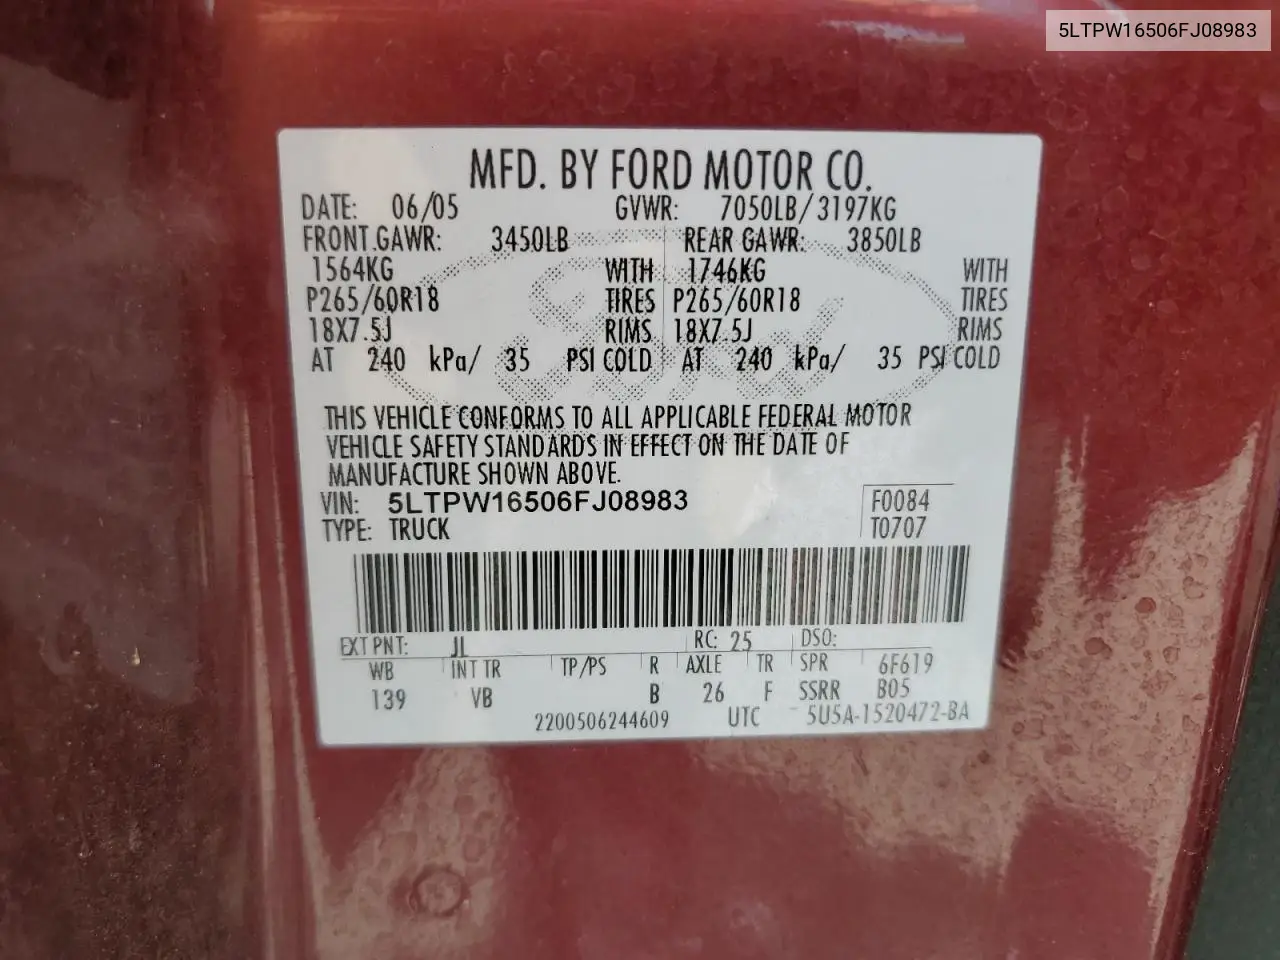 5LTPW16506FJ08983
MFD. BY FORD MOTOR CO.
DATE: 06/05 GVWR: 7050LB/3197KG
FRONT GAWR: 3450LB REAR GAWR: 3850LB
1564KG WITH 1746KG WITH
P265/60R18 TIRES P265/60R18 TIRES
18X7.5J RIMS 18X7.5J RIMS
AT 240 kPa/ 35 PSI COLD AT 240 kPa/ 35 PSI COLD
THIS VEHICLE CONFORMS TO ALL APPLICABLE FEDERAL MOTOR
VEHICLE SAFETY STANDARDS IN EFFECT ON THE DATE OF
MANUFACTURE SHOWN ABOVE.
VIN: 5LTPW16506FJ08983 F0084
TYPE: TRUCK T0707
EXT PNT: JL RC: 25 DSO:
WB INT TR TP/PS R AXLE TR SPR 6F619
139 VB B 26 F SSRR B05
2200506244609 UTC 5U5A-1520472-BA